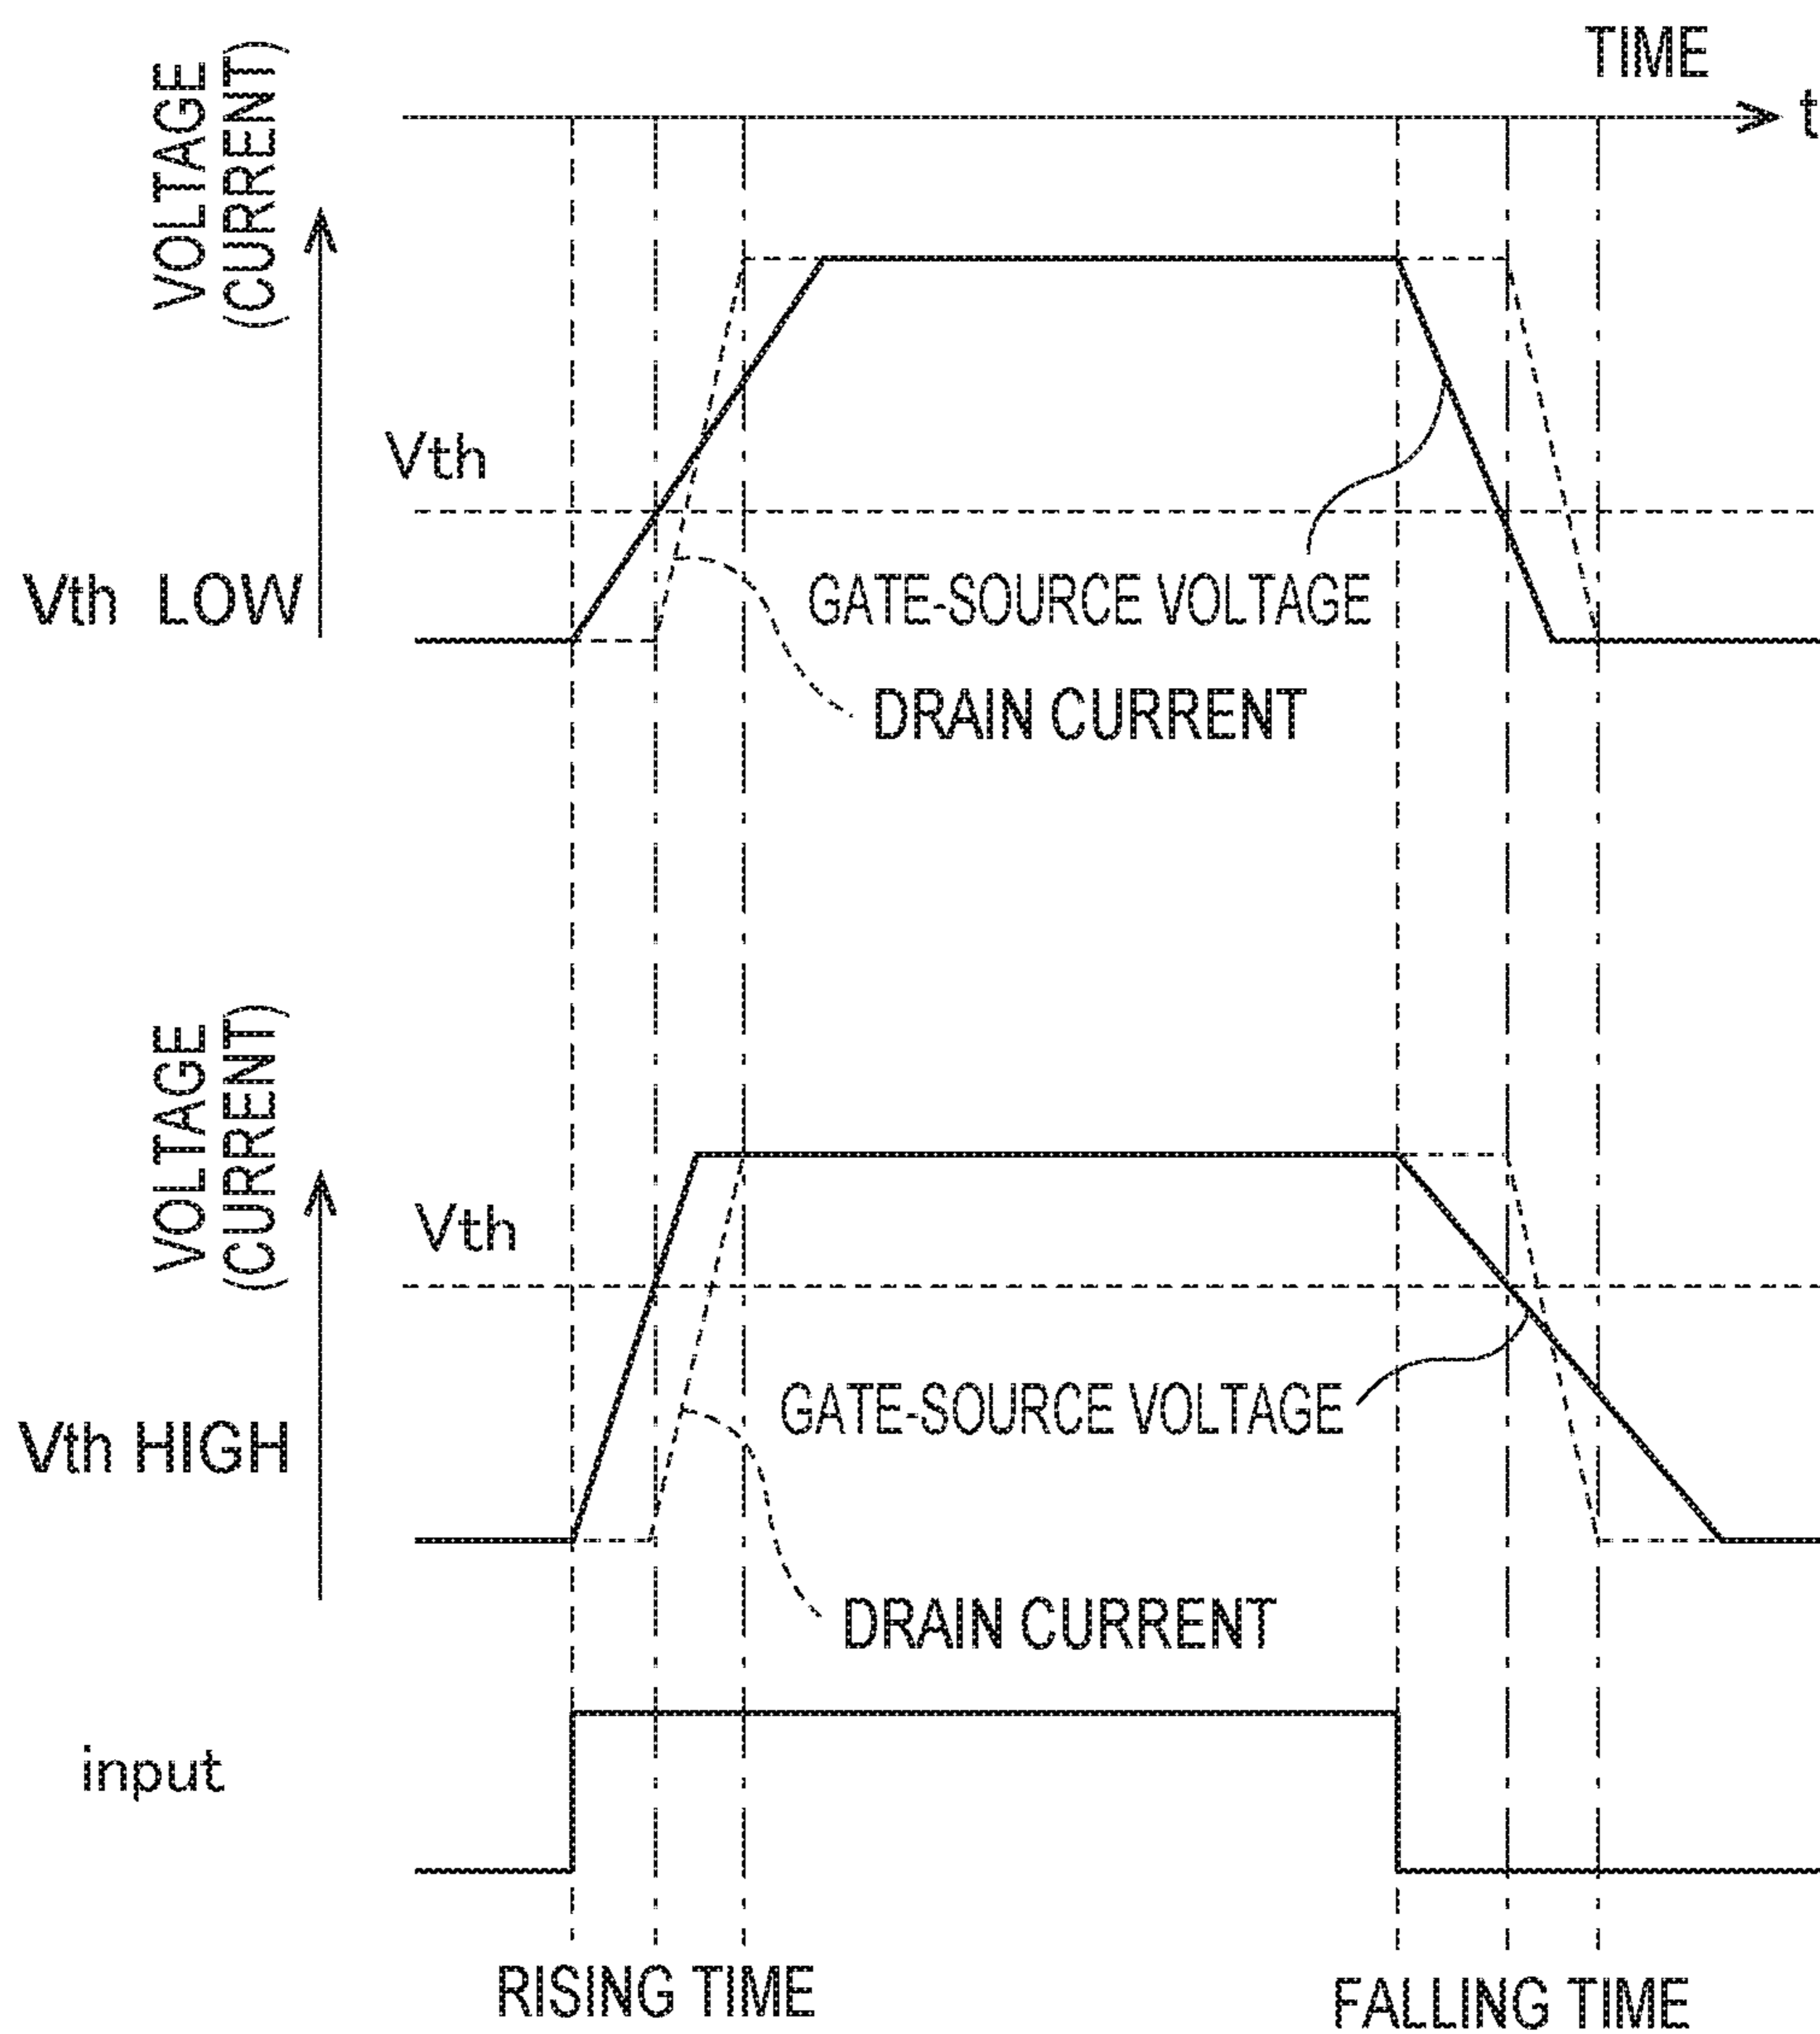 TIME
t
VOLTAGE
(CURRENT)
Vth
Vth LOW
GATE-SOURCE VOLTAGE
DRAIN CURRENT
VOLTAGE
(CURRENT)
Vth
Vth HIGH
GATE-SOURCE VOLTAGE
DRAIN CURRENT
input
RISING TIME
FALLING TIME